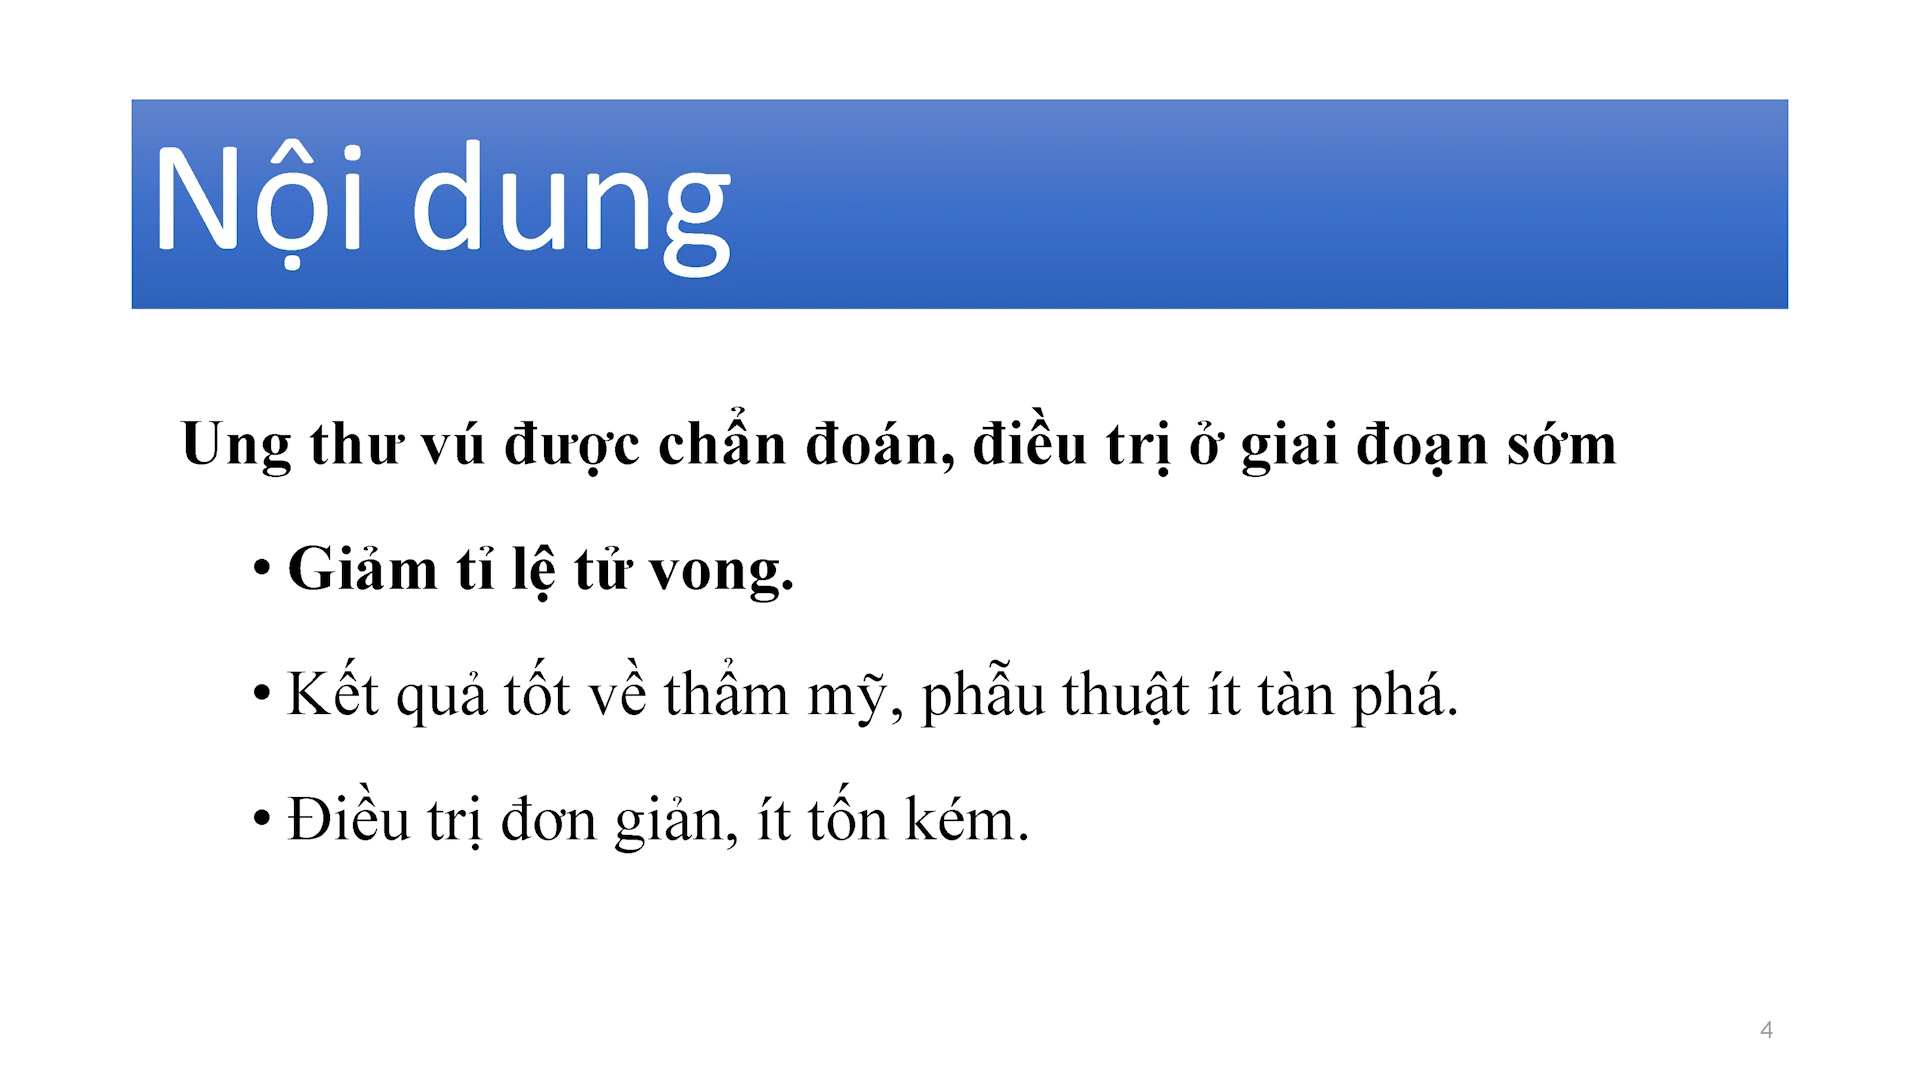 Nội dung
Ung thư vú được chẩn đoán, điều trị ở giai đoạn sớm
• Giảm tỉ lệ tử vong.
• Kết quả tốt về thẩm mỹ, phẫu thuật ít tàn phá.
• Điều trị đơn giản, ít tốn kém.
4